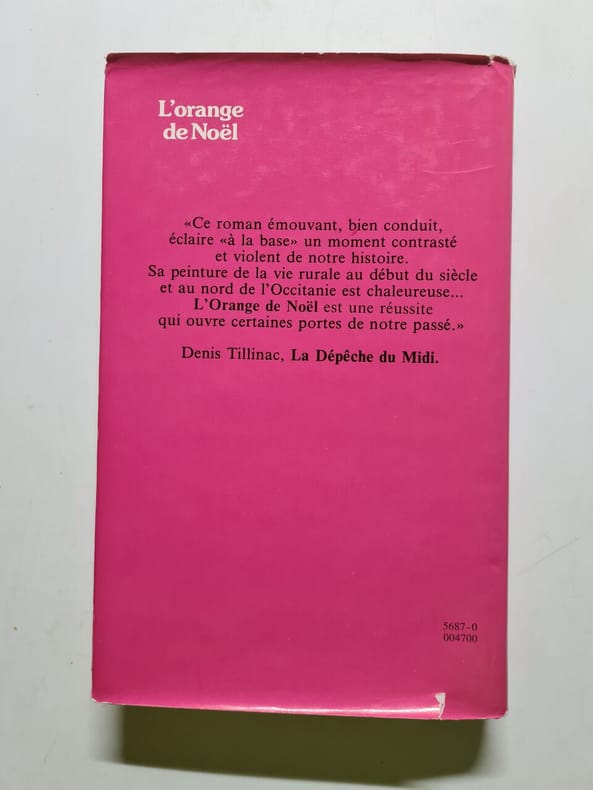 L'orange
de Noël
«Ce roman émouvant, bien conduit,
éclaire «à la base» un moment contrasté
et violent de notre histoire.
Sa peinture de la vie rurale au début du siècle
et au nord de l'Occitanie est chaleureuse...
L'Orange de Noël est une réussite
qui ouvre certaines portes de notre passé.»
Denis Tillinac, La Dépêche du Midi.
5687-0
004700